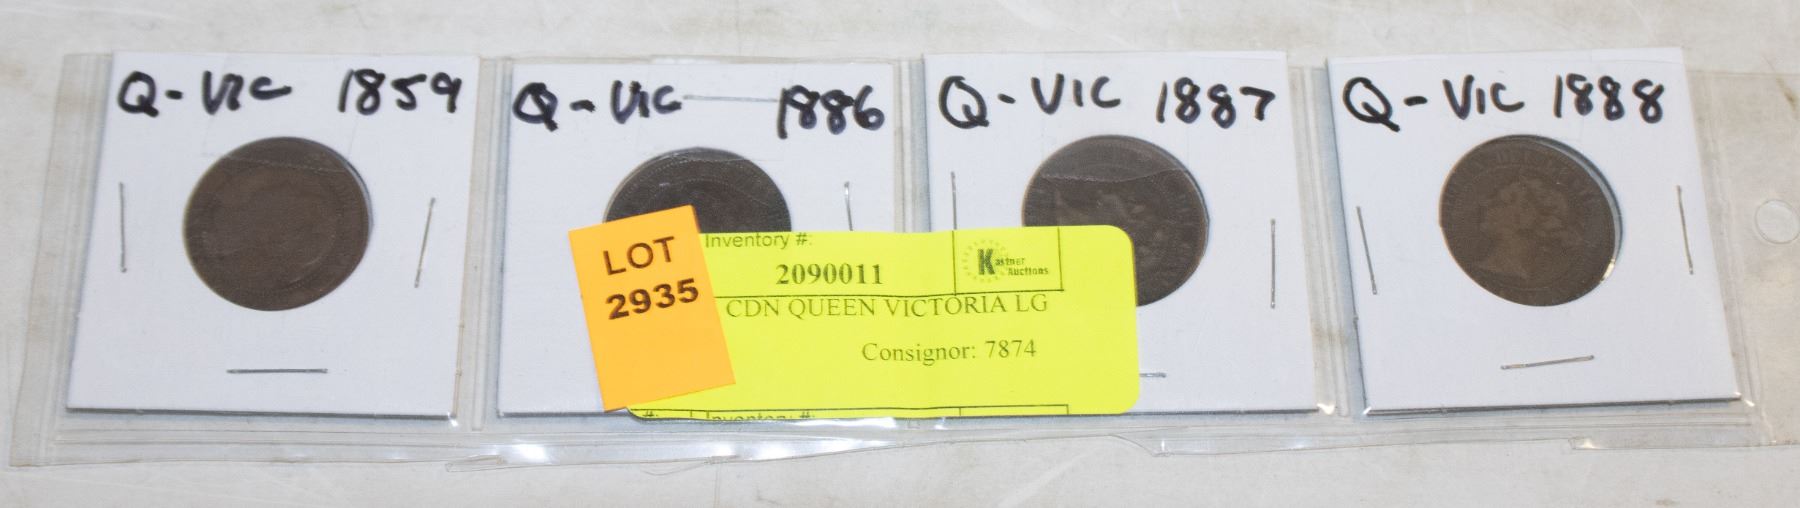 Q-VIC 1859
Q-VIC 1886
Q-VIC 1887
Q-VIC 1888
LOT
2935
Inventory #:
2090011
Kastner
Auctions
CDN QUEEN VICTORIA LG
Consignor: 7874
#:
Inventory #: